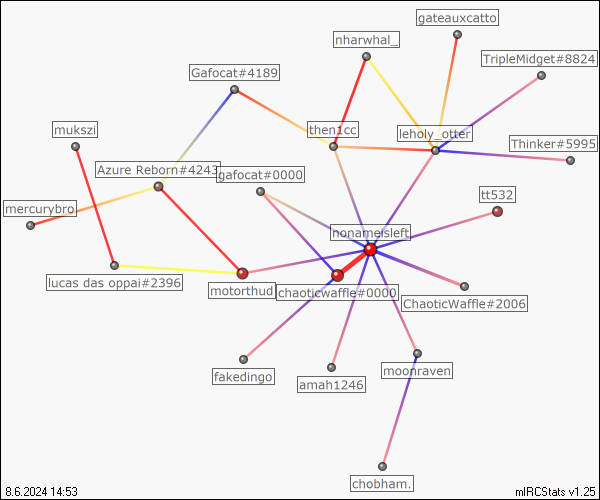 gateauxcatto
nharwhal_
TripleMidget#8824
Gafocat#4189
mukszi
then1cc
leholy_otter
Thinker#5995
Azure Reborn#4243
gafocat#0000
tt532
mercurybro
nonameisleft
lucas das oppai#2396
motorthud
chaoticwaffle#0000
ChaoticWaffle#2006
fakedingo
amah1246
moonraven
chobham.
8.6.2024 14:53
mIRCStats v1.25